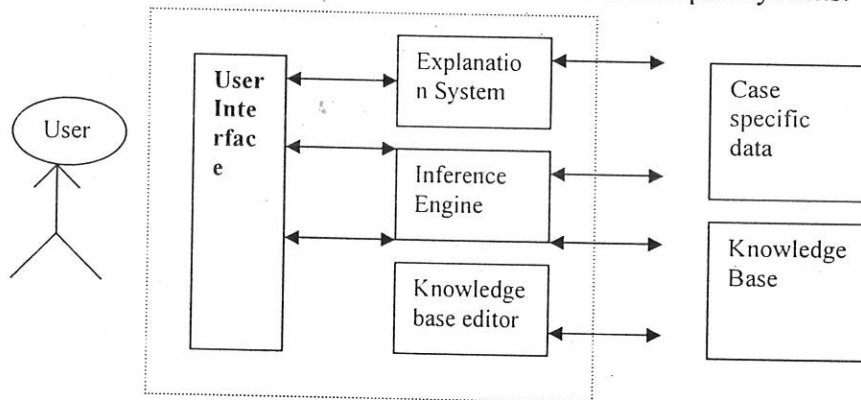 User
User
Inte
rfac
e
Explanatio
n System
Inference
Engine
Knowledge
base editor
Case
specific
data
Knowledge
Base